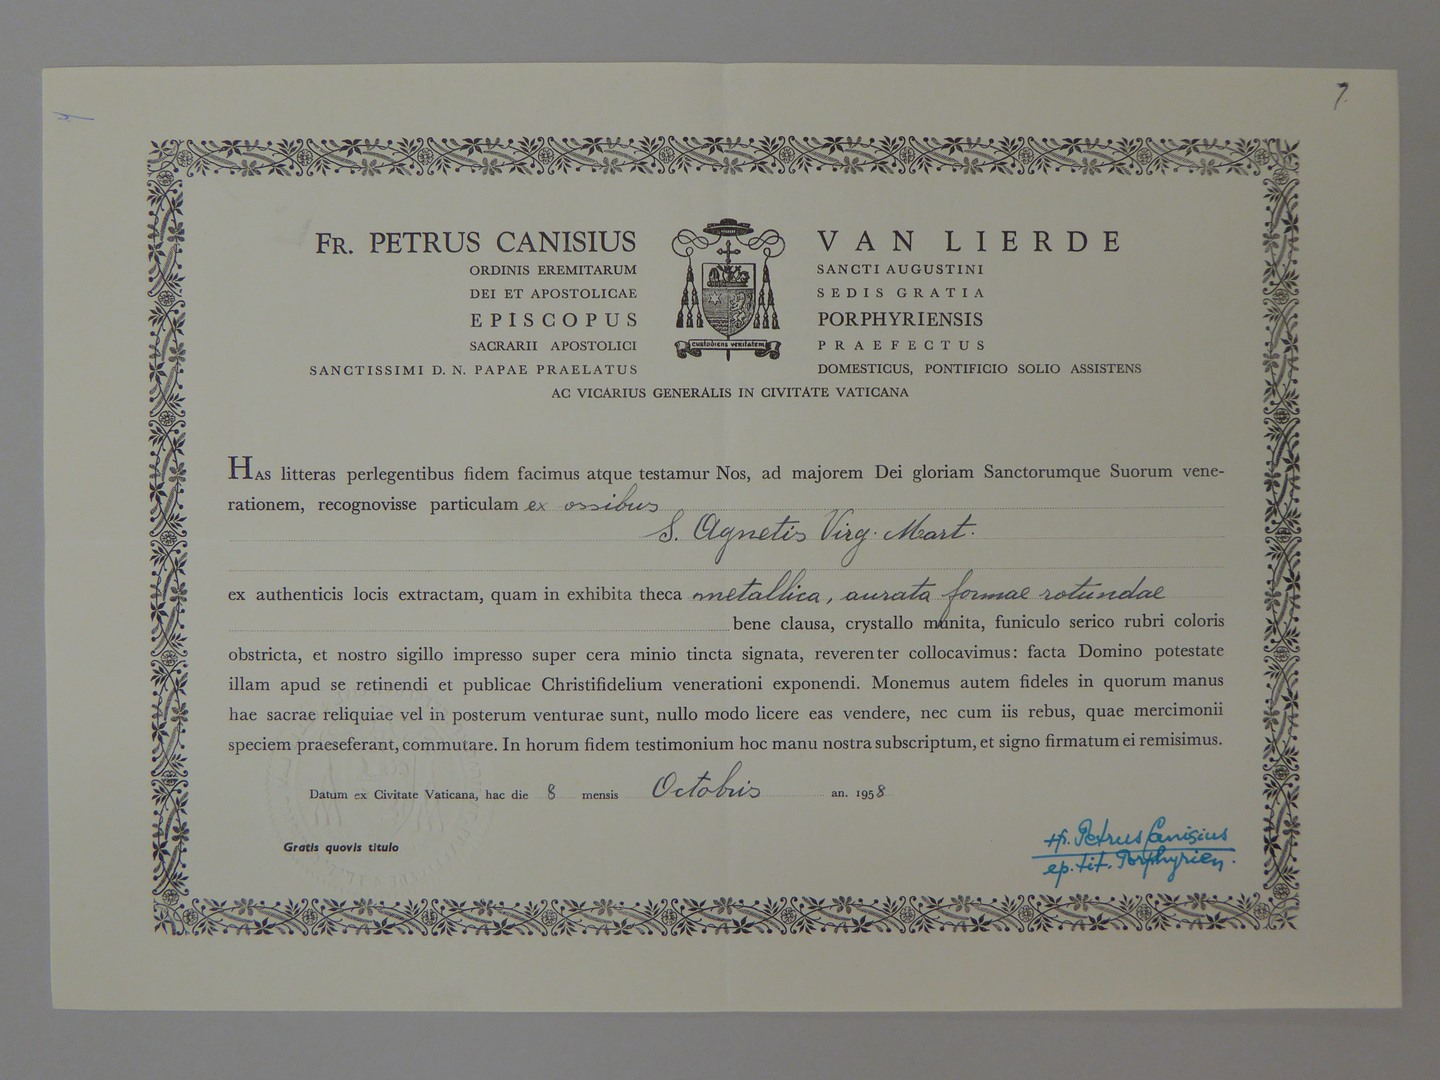 7.
FR. PETRUS CANISIUS VAN LIERDE
ORDINIS EREMITARUM SANCTI AUGUSTINI
DEI ET APOSTOLICAE SEDIS GRATIA
EPISCOPUS PORPHYRIENSIS
SACRARII APOSTOLICI PRAEFECTUS
SANCTISSIMI D. N. PAPAE PRAELATUS DOMESTICUS, PONTIFICIO SOLIO ASSISTENS
custodiens veritatem
AC VICARIUS GENERALIS IN CIVITATE VATICANA
HAS litteras perlegentibus fidem facimus atque testamur Nos, ad majorem Dei gloriam Sanctorumque Suorum vene-
rationem, recognovisse particulam ex ossibus
S. Agnetis Virg. Mart.
ex authenticis locis extractam, quam in exhibita theca metallica, aurata formae rotundae
bene clausa, crystallo munita, funiculo serico rubri coloris
obstricta, et nostro sigillo impresso super cera minio tincta signata, reverenter collocavimus: facta Domino potestate
illam apud se retinendi et publicae Christifidelium venerationi exponendi. Monemus autem fideles in quorum manus
hae sacrae reliquiae vel in posterum venturae sunt, nullo modo licere eas vendere, nec cum iis rebus, quae mercimonii
speciem praeseferant, commutare. In horum fidem testimonium hoc manu nostra subscriptum, et signo firmatum ei remisimus.
Datum ex Civitate Vaticana, hac die 8 mensis Octobris an. 1958
Gratis quovis titulo
Petrus Canisius
ep. tit. Porphyrien.